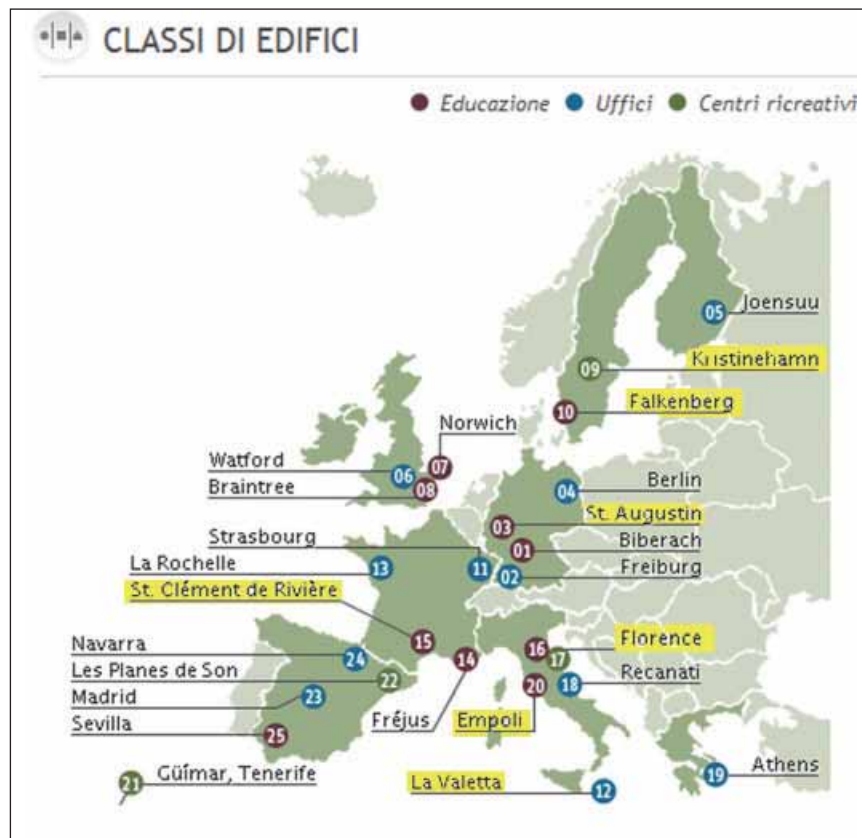 CLASSI DI EDIFICI
Educazione Uffici Centri ricreativi
05 Joensuu
09 Kristinehamn
10 Falkenberg
Norwich
07
Watford
06
Braintree
08
Berlin
04
St. Augustin
03
Biberach
01
Freiburg
02
Strasbourg
11
La Rochelle
13
St. Clément de Rivière
15
14
Fréjus
Florence
16
17
Recanati
18
Empoli
20
Navarra
24
Les Planes de Son
22
Madrid
23
Sevilla
25
21
Güímar, Tenerife
La Valetta
12
19
Athens